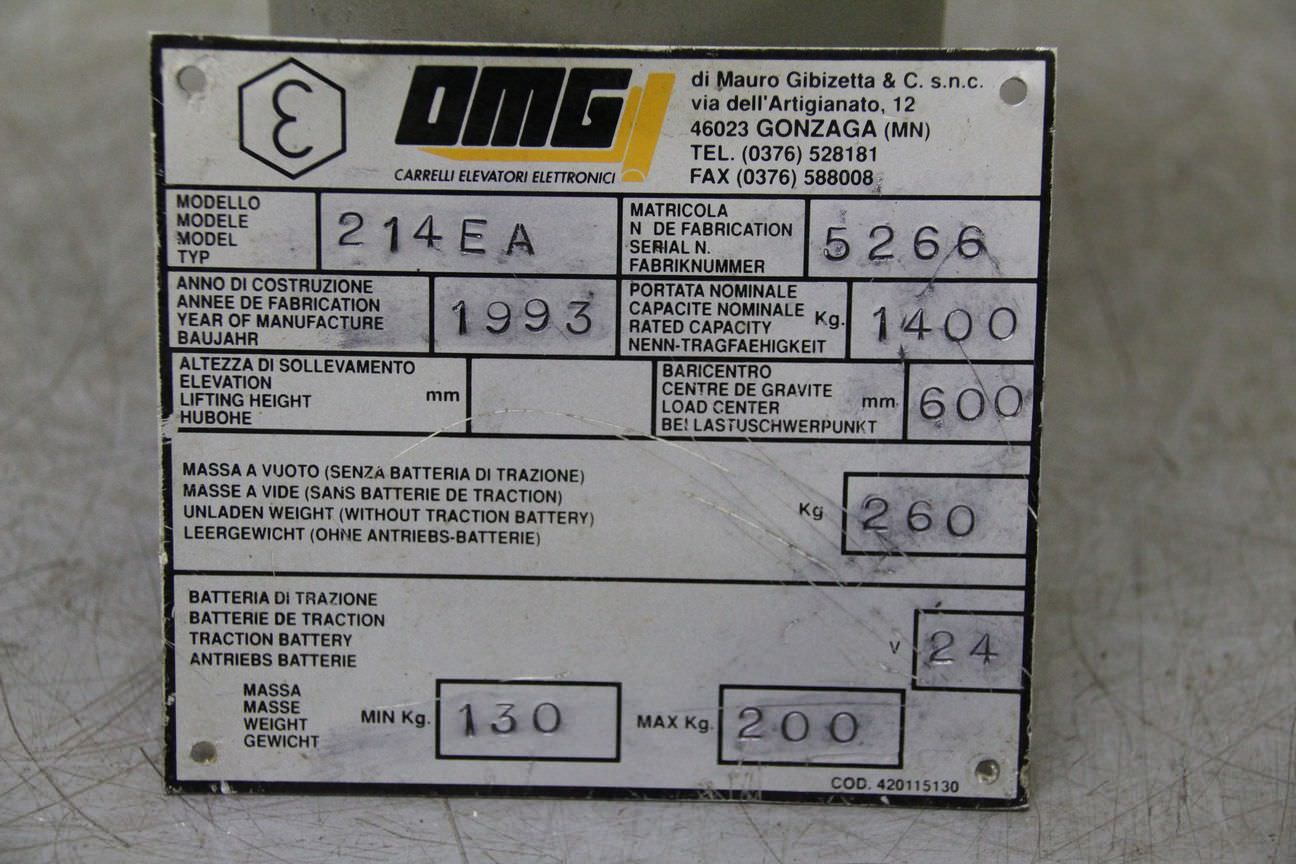 Ɛ
OMG
CARRELLI ELEVATORI ELETTRONICI
di Mauro Gibizetta & C. s.n.c.
via dell'Artigianato, 12
46023 GONZAGA (MN)
TEL. (0376) 528181
FAX (0376) 588008
MODELLO
MODELE
MODEL
TYP
214EA
MATRICOLA
N DE FABRICATION
SERIAL N.
FABRIKNUMMER
5266
ANNO DI COSTRUZIONE
ANNEE DE FABRICATION
YEAR OF MANUFACTURE
BAUJAHR
1993
PORTATA NOMINALE
CAPACITE NOMINALE
RATED CAPACITY
NENN-TRAGFAEHIGKEIT
Kg.
1400
ALTEZZA DI SOLLEVAMENTO
ELEVATION
LIFTING HEIGHT
HUBOHE
mm
BARICENTRO
CENTRE DE GRAVITE
LOAD CENTER
BEI LASTUSCHWERPUNKT
mm
600
MASSA A VUOTO (SENZA BATTERIA DI TRAZIONE)
MASSE A VIDE (SANS BATTERIE DE TRACTION)
UNLADEN WEIGHT (WITHOUT TRACTION BATTERY)
LEERGEWICHT (OHNE ANTRIEBS-BATTERIE)
Kg
260
BATTERIA DI TRAZIONE
BATTERIE DE TRACTION
TRACTION BATTERY
ANTRIEBS BATTERIE
V
24
MASSA
MASSE
WEIGHT
GEWICHT
MIN Kg.
130
MAX Kg.
200
COD. 420115130